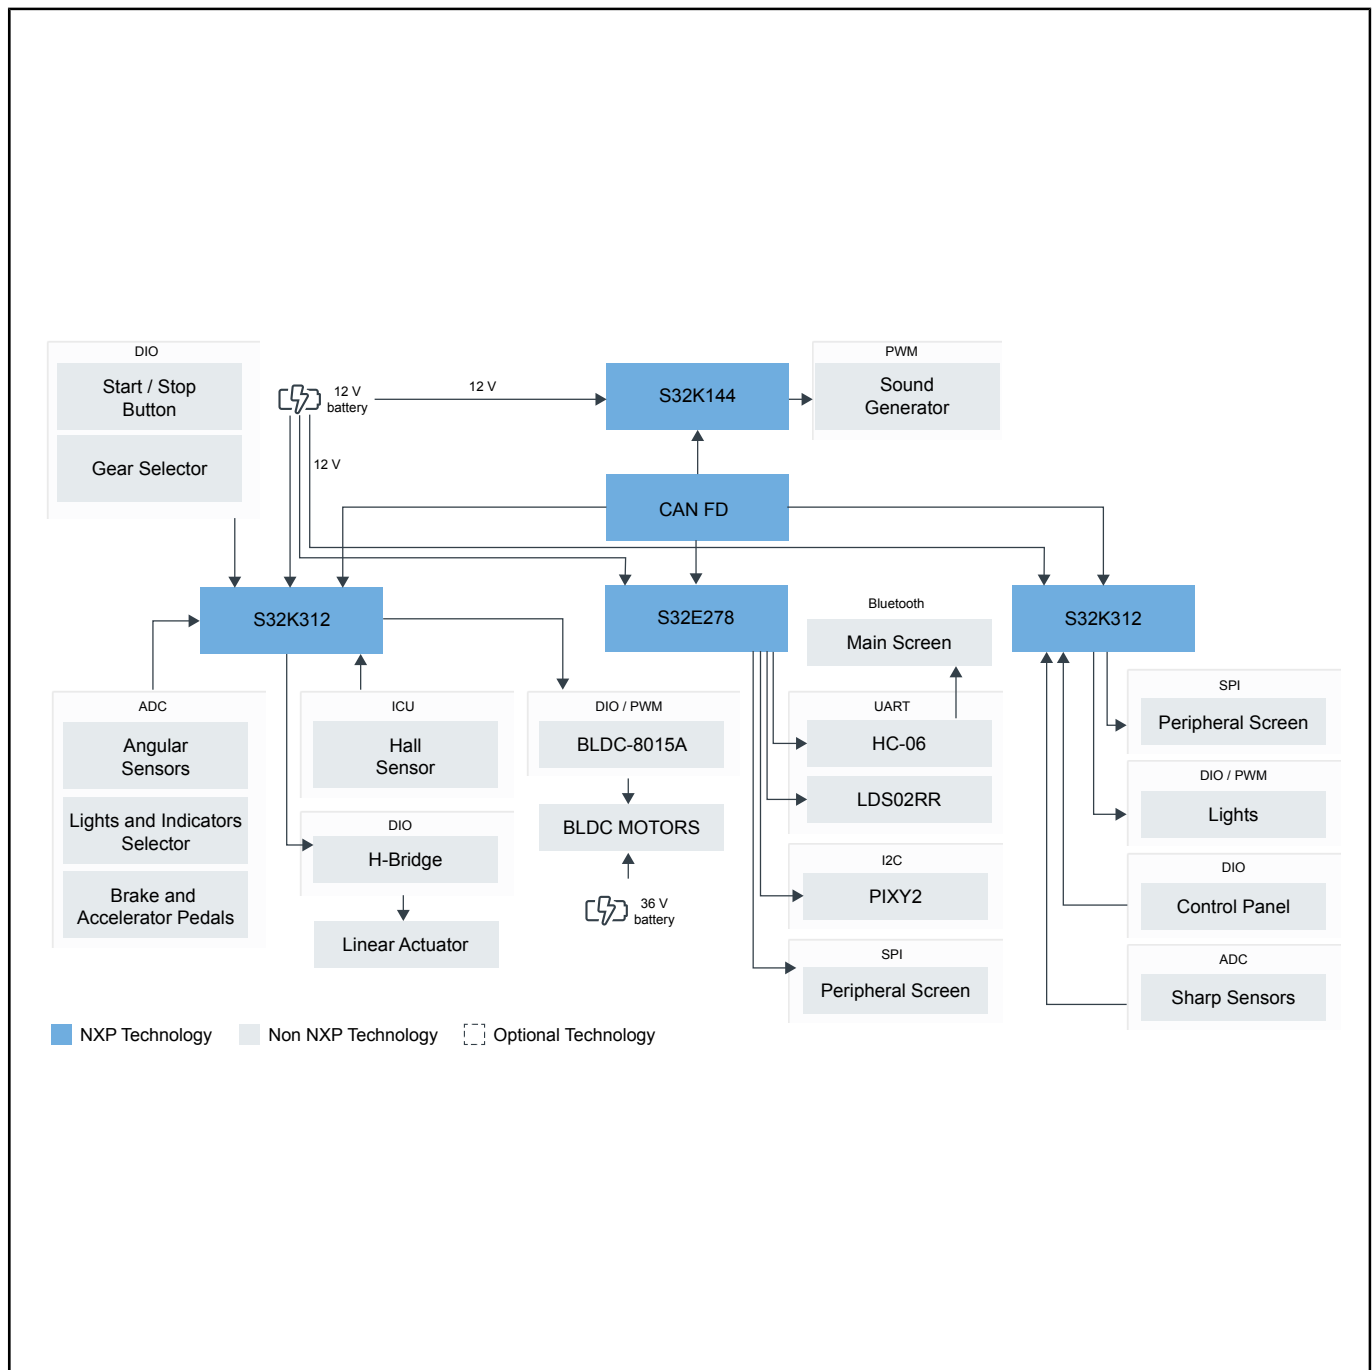 DIO
Start / Stop
Button
Gear Selector
12 V
battery
12 V
12 V
S32K144
PWM
Sound
Generator
CAN FD
S32K312
S32E278
S32K312
Bluetooth
Main Screen
ADC
Angular
Sensors
Lights and Indicators
Selector
Brake and
Accelerator Pedals
ICU
Hall
Sensor
DIO
H-Bridge
Linear Actuator
DIO / PWM
BLDC-8015A
BLDC MOTORS
36 V
battery
UART
HC-06
LDS02RR
I2C
PIXY2
SPI
Peripheral Screen
SPI
Peripheral Screen
DIO / PWM
Lights
DIO
Control Panel
ADC
Sharp Sensors
NXP Technology
Non NXP Technology
Optional Technology